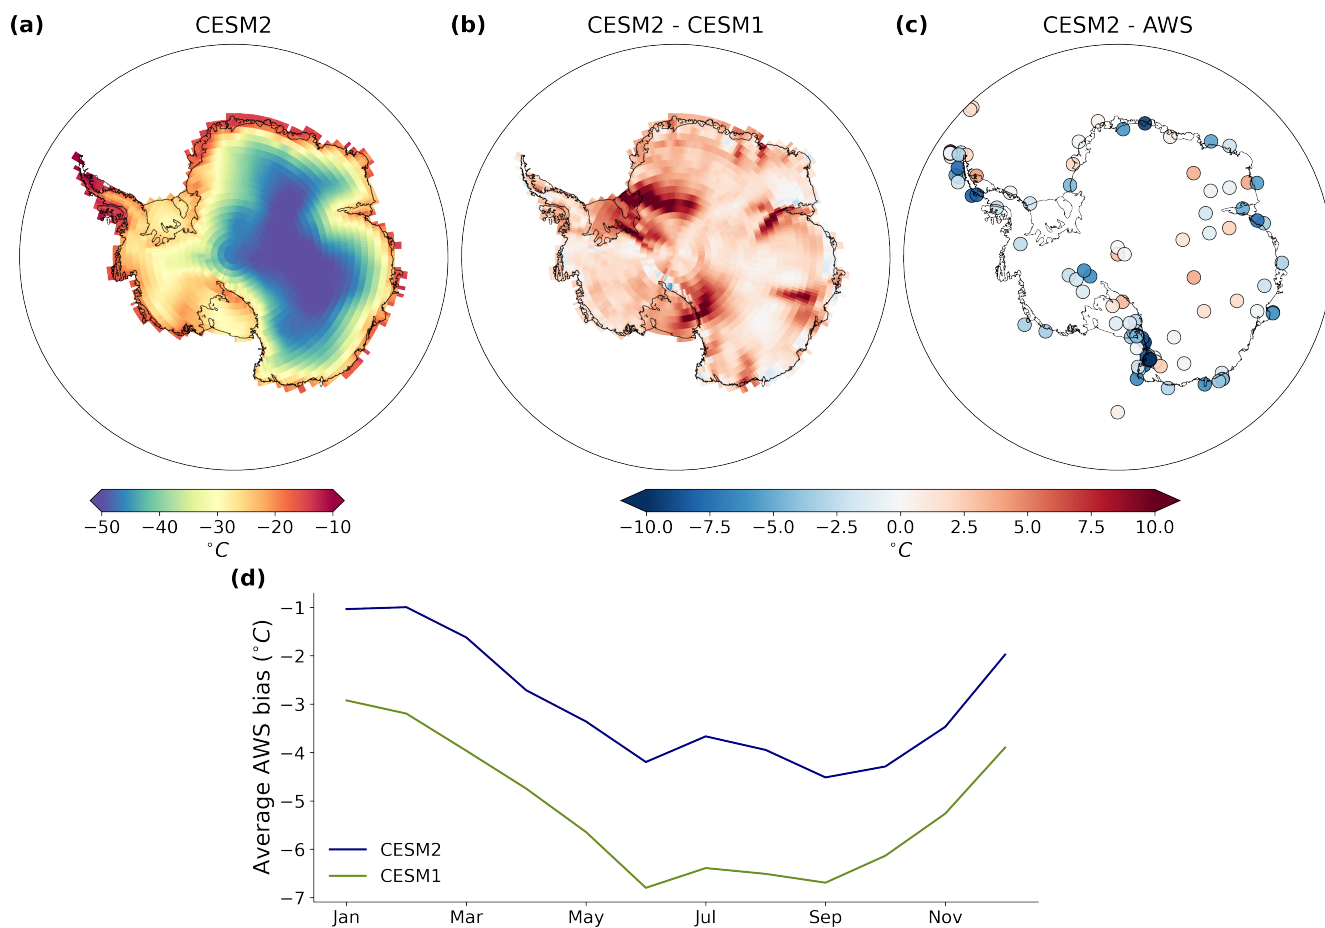 (a) CESM2
(b) CESM2 - CESM1
(c) CESM2 - AWS
−50 −40 −30 −20 −10
°C
−10.0 −7.5 −5.0 −2.5 0.0 2.5 5.0 7.5 10.0
°C
(d)
Average AWS bias (°C)
−1
−2
−3
−4
−5
−6
−7
CESM2
CESM1
Jan Mar May Jul Sep Nov